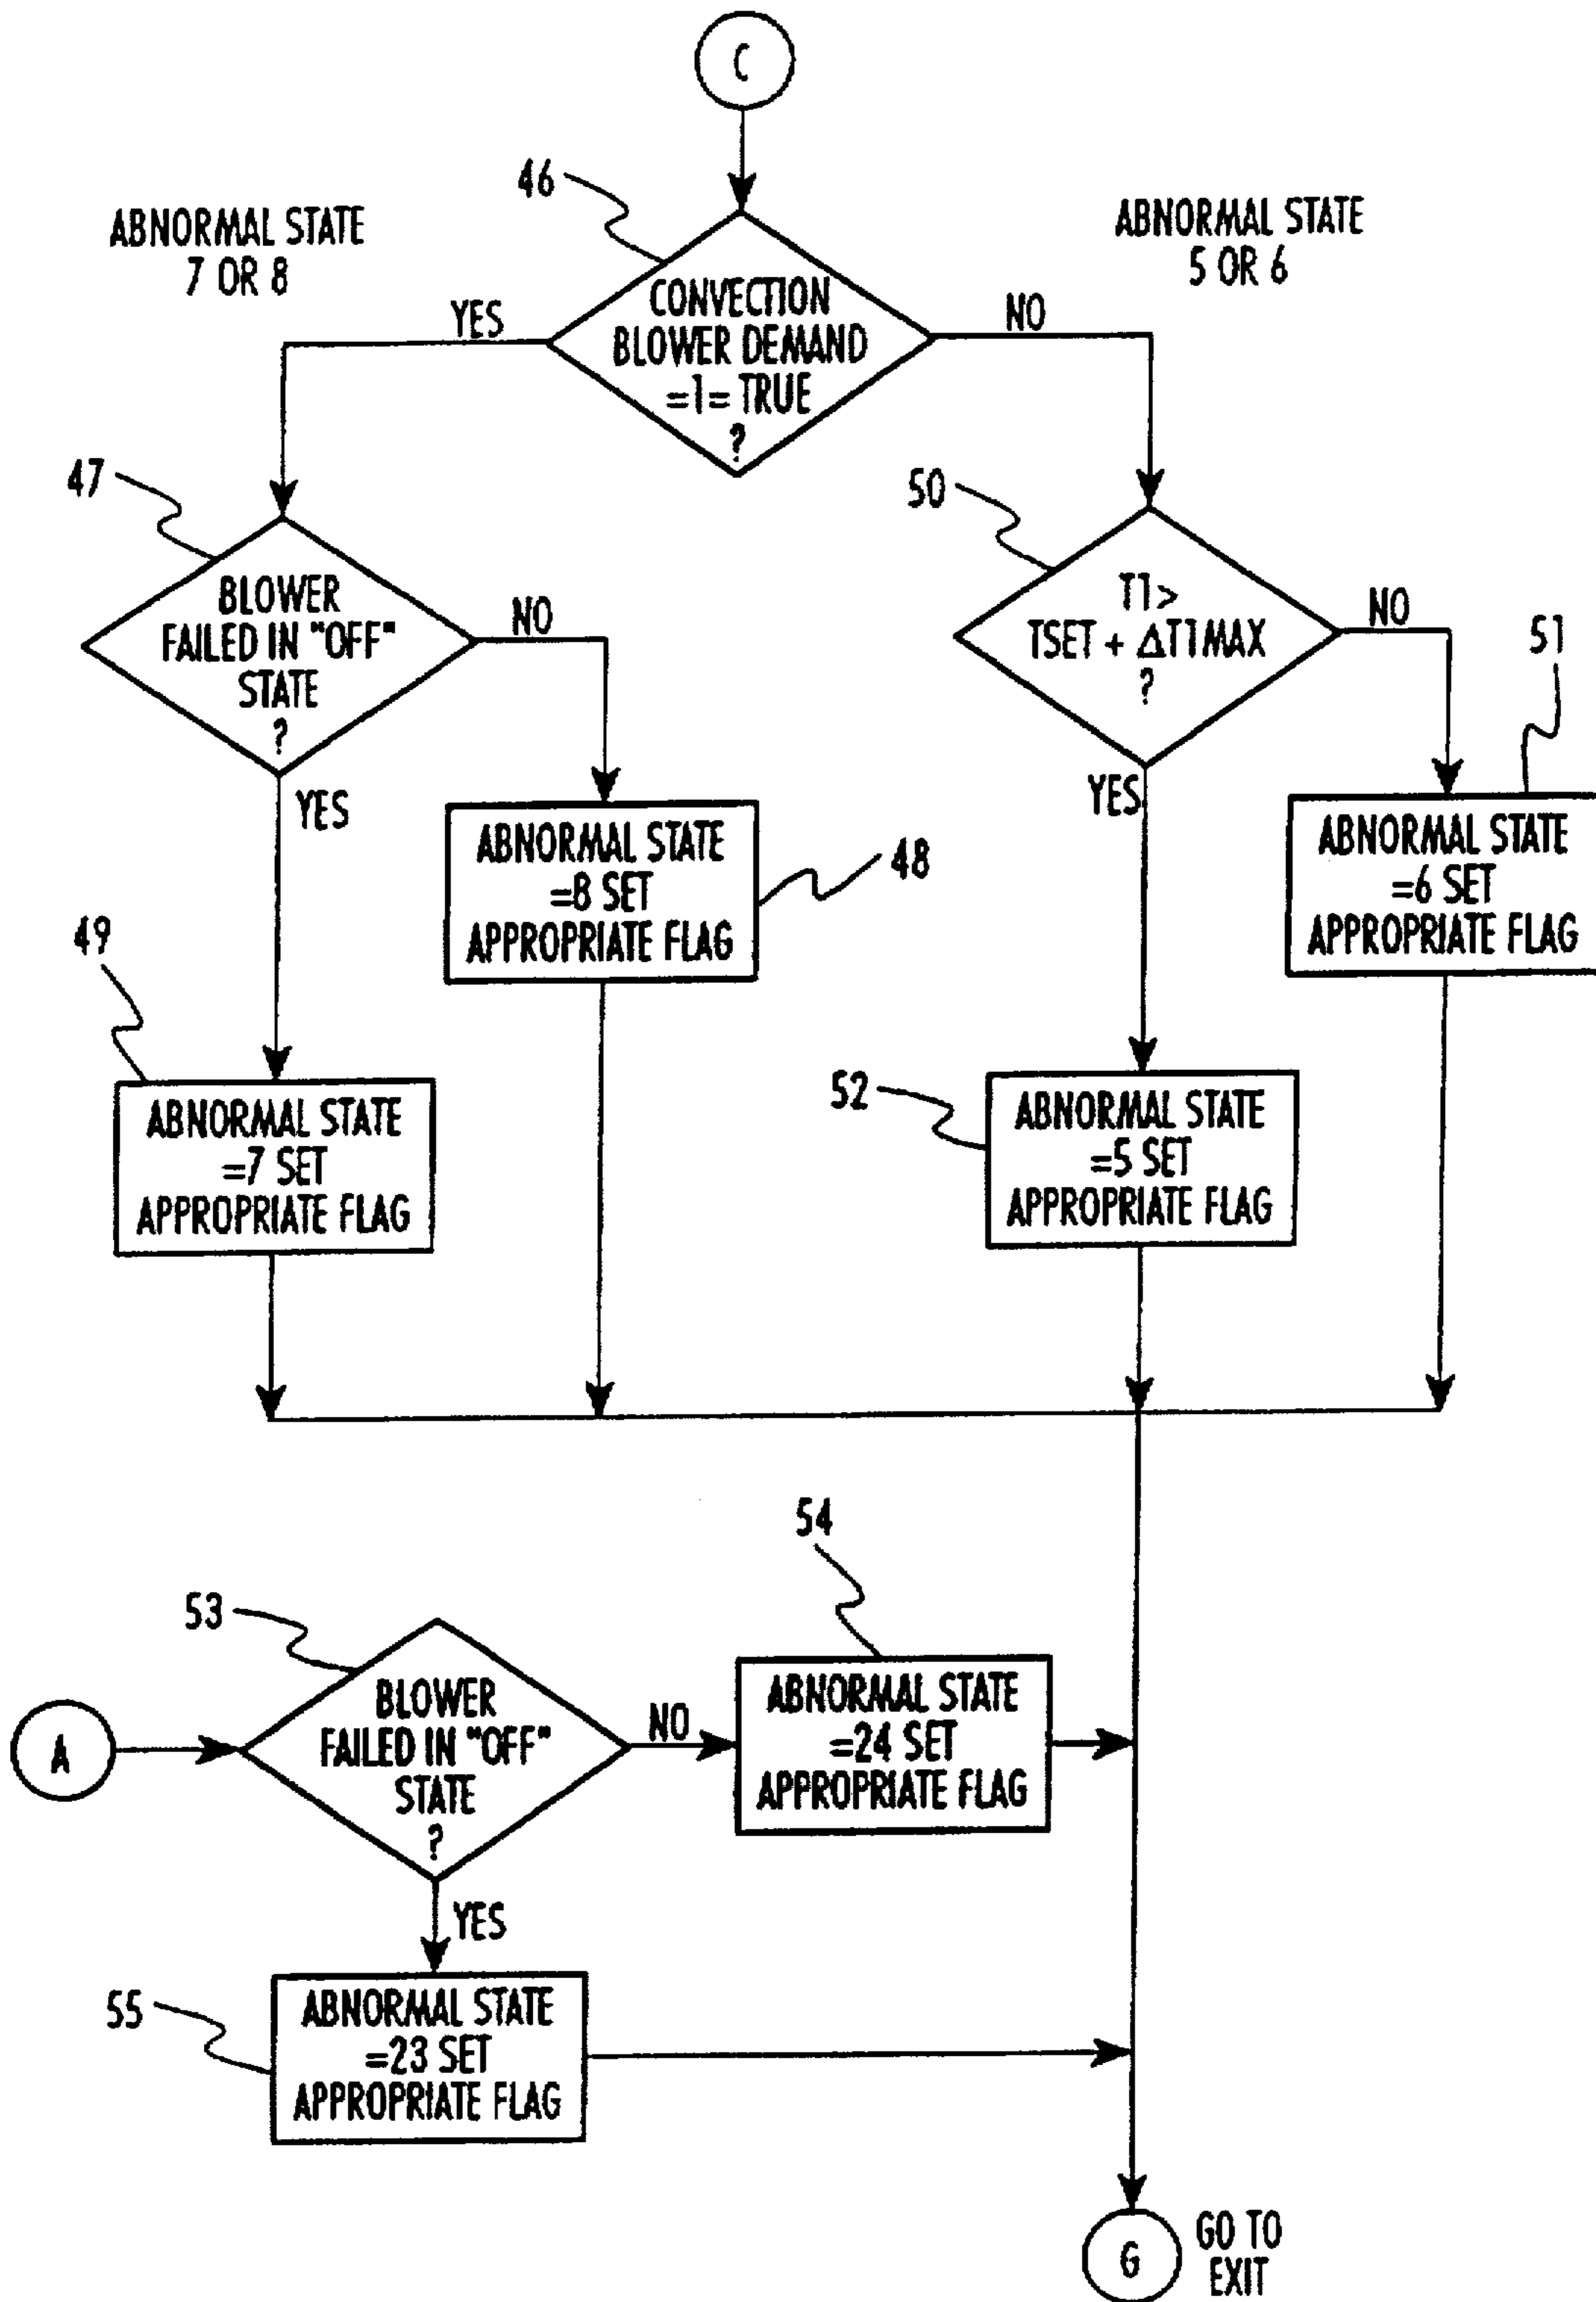 C
46
ABNORMAL STATE
7 OR 8
ABNORMAL STATE
5 OR 6
CONVECTION
BLOWER DEMAND
=1= TRUE
?
YES
NO
47
BLOWER
FAILED IN "OFF"
STATE
?
NO
YES
50
T1>
TSET + ΔT1MAX
?
NO
YES
51
ABNORMAL STATE
=8 SET
APPROPRIATE FLAG
48
ABNORMAL STATE
=6 SET
APPROPRIATE FLAG
49
ABNORMAL STATE
=7 SET
APPROPRIATE FLAG
52
ABNORMAL STATE
=5 SET
APPROPRIATE FLAG
54
53
A
BLOWER
FAILED IN "OFF"
STATE
?
NO
ABNORMAL STATE
=24 SET
APPROPRIATE FLAG
YES
55
ABNORMAL STATE
=23 SET
APPROPRIATE FLAG
G
GO TO
EXIT